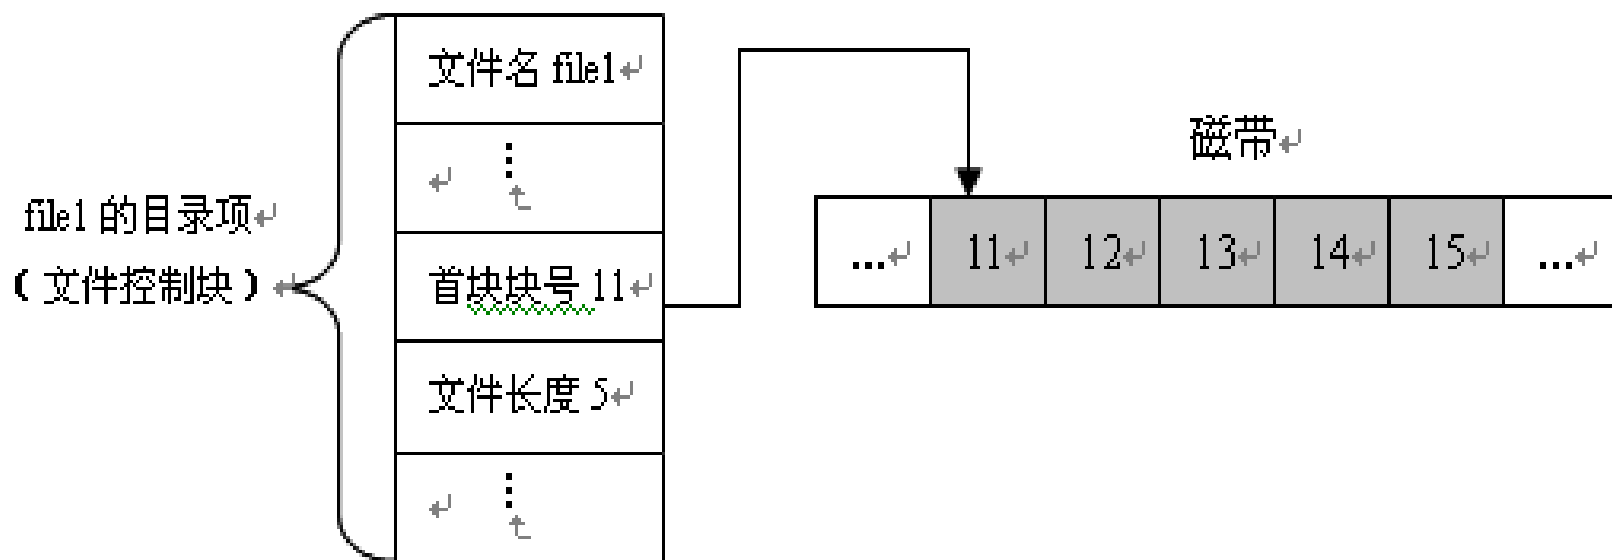 文件名 file1
⋮
file1 的目录项
（文件控制块）
首块块号 11
文件长度 5
⋮
磁带
... 11 12 13 14 15 ...